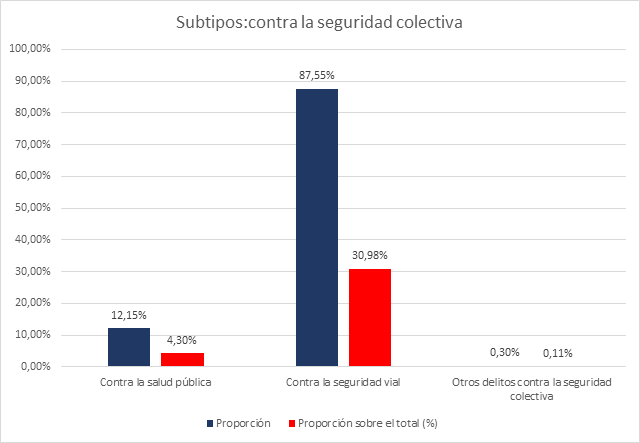 Subtipos:contra la seguridad colectiva
100,00%
90,00%
80,00%
70,00%
60,00%
50,00%
40,00%
30,00%
20,00%
10,00%
0,00%
12,15%
4,30%
87,55%
30,98%
0,30%
0,11%
Contra la salud pública
Contra la seguridad vial
Otros delitos contra la seguridad
colectiva
Proporción
Proporción sobre el total (%)